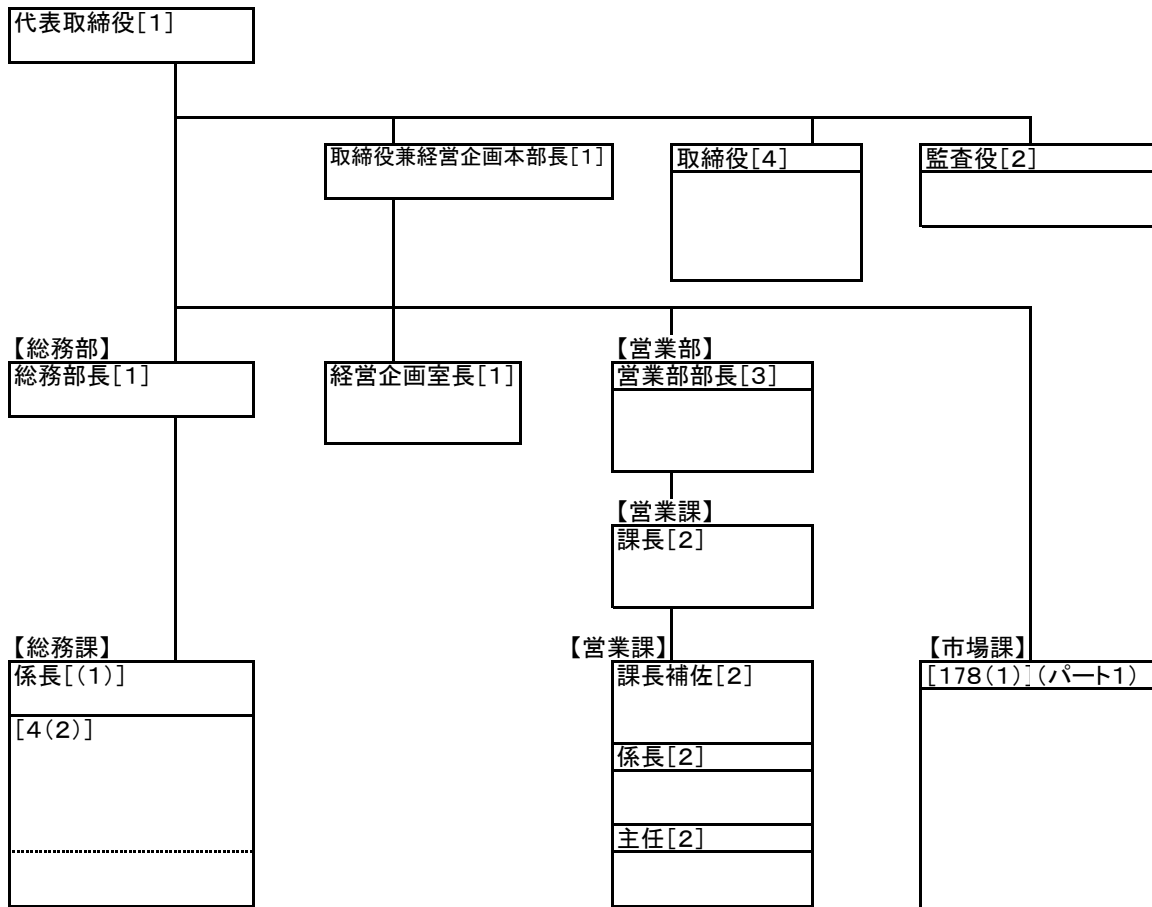 代表取締役[1]
取締役兼経営企画本部長[1]
取締役[4]
監査役[2]
【総務部】
総務部長[1]
経営企画室長[1]
【営業部】
営業部部長[3]
【営業課】
課長[2]
【総務課】
係長[(1)]
[4(2)]
【営業課】
課長補佐[2]
係長[2]
主任[2]
【市場課】
[178(1)](パート1)